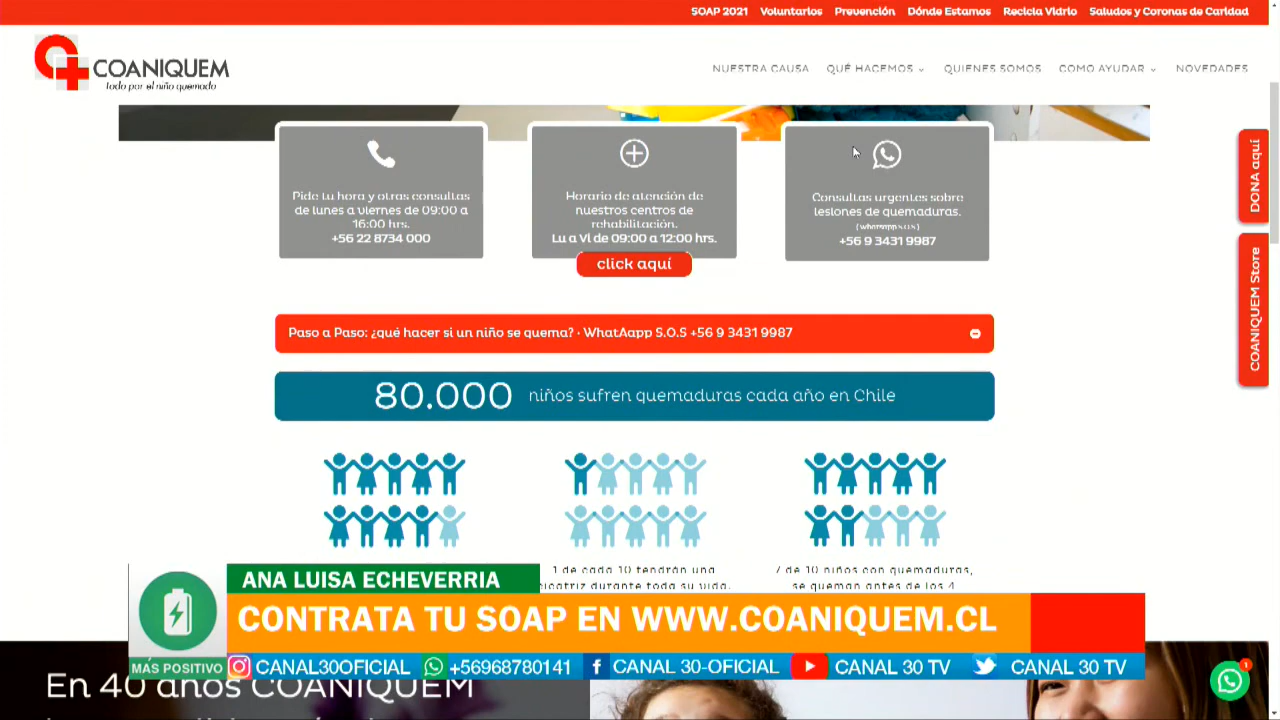 SOAP 2021 Voluntarios Prevención Dónde Estamos Recicla Vidrio Saludos y Coronas de Caridad
COANIQUEM
Todo por el niño quemado
NUESTRA CAUSA QUÉ HACEMOS QUIENES SOMOS COMO AYUDAR NOVEDADES
Pide tu hora y otras consultas
de lunes a viernes de 09:00 a
16:00 hrs.
+56 22 8734 000
Horario de atención de
nuestros centros de
rehabilitación.
Lu a Vi de 09:00 a 12:00 hrs.
click aquí
Consultas urgentes sobre
lesiones de quemaduras.
(whatsapp S.O.S)
+56 9 3431 9987
DONA aquí
COANIQUEM Store
Paso a Paso: ¿qué hacer si un niño se quema? · WhatAapp S.O.S +56 9 3431 9987
80.000 niños sufren quemaduras cada año en Chile
1 de cada 10 tendrán una
cicatriz durante toda su vida.
7 de 10 niños con quemaduras,
se queman antes de los 4
ANA LUISA ECHEVERRIA
CONTRATA TU SOAP EN WWW.COANIQUEM.CL
MÁS POSITIVO
CANAL30OFICIAL +56968780141 CANAL 30-OFICIAL CANAL 30 TV CANAL 30 TV
En 40 años COANIQUEM
1